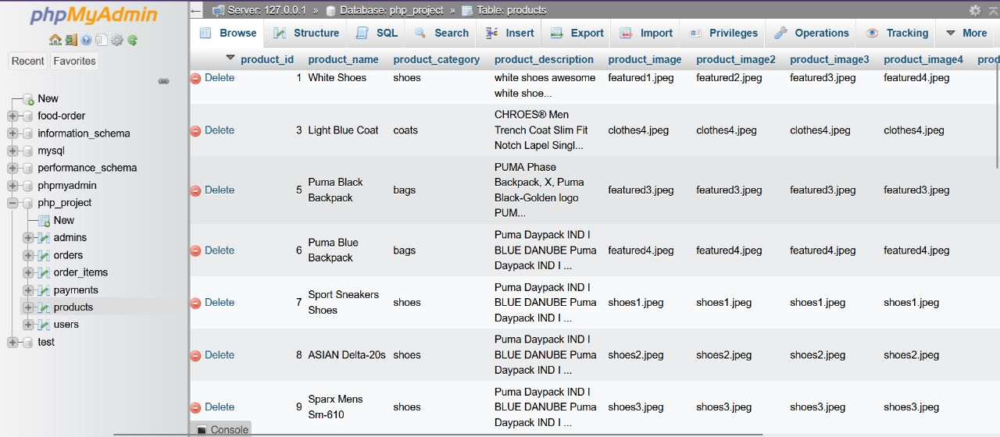 phpMyAdmin
Recent Favorites
New
food-order
information_schema
mysql
performance_schema
phpmyadmin
php_project
New
admins
orders
order_items
payments
products
users
test
Server: 127.0.0.1 » Database: php_project » Table: products
Browse Structure SQL Search Insert Export Import Privileges Operations Tracking More
product_id product_name product_category product_description product_image product_image2 product_image3 product_image4 prod
Delete 1 White Shoes shoes white shoes awesome featured1.jpeg featured2.jpeg featured3.jpeg featured4.jpeg
white shoe...
CHROES® Men
Delete 3 Light Blue Coat coats Trench Coat Slim Fit clothes4.jpeg clothes4.jpeg clothes4.jpeg clothes4.jpeg
Notch Lapel Singl...
PUMA Phase
Puma Black Backpack, X, Puma
Delete 5 bags featured3.jpeg featured3.jpeg featured3.jpeg featured3.jpeg
Backpack Black-Golden logo
PUM...
Puma Blue Puma Daypack IND I
Delete 6 bags BLUE DANUBE Puma featured4.jpeg featured4.jpeg featured4.jpeg featured4.jpeg
Backpack Daypack IND I ...
Sport Sneakers Puma Daypack IND I
Delete 7 shoes BLUE DANUBE Puma shoes1.jpeg shoes1.jpeg shoes1.jpeg shoes1.jpeg
Shoes Daypack IND I ...
Puma Daypack IND I
Delete 8 ASIAN Delta-20s shoes BLUE DANUBE Puma shoes2.jpeg shoes2.jpeg shoes2.jpeg shoes2.jpeg
Daypack IND I ...
Sparx Mens Puma Daypack IND I
Delete 9 shoes BLUE DANUBE Puma shoes3.jpeg shoes3.jpeg shoes3.jpeg shoes3.jpeg
Sm-610 Daypack IND I ...
Console